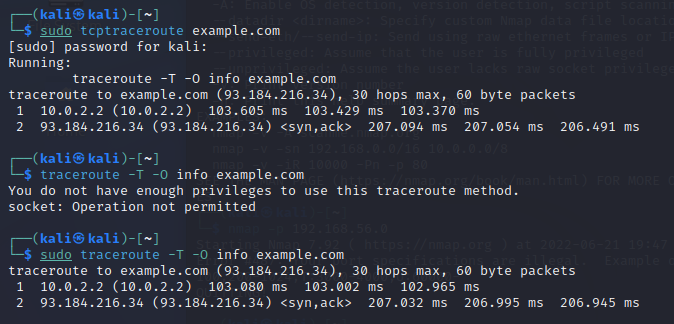 ┌──(kali㉿kali)-[~]
└─$ sudo tcptraceroute example.com
[sudo] password for kali:
Running:
        traceroute -T -O info example.com
traceroute to example.com (93.184.216.34), 30 hops max, 60 byte packets
 1  10.0.2.2 (10.0.2.2)  103.605 ms  103.429 ms  103.370 ms
 2  93.184.216.34 (93.184.216.34) <syn,ack>  207.094 ms  207.054 ms  206.491 ms

┌──(kali㉿kali)-[~]
└─$ traceroute -T -O info example.com
You do not have enough privileges to use this traceroute method.
socket: Operation not permitted

┌──(kali㉿kali)-[~]
└─$ sudo traceroute -T -O info example.com
traceroute to example.com (93.184.216.34), 30 hops max, 60 byte packets
 1  10.0.2.2 (10.0.2.2)  103.080 ms  103.002 ms  102.965 ms
 2  93.184.216.34 (93.184.216.34) <syn,ack>  207.032 ms  206.995 ms  206.945 ms